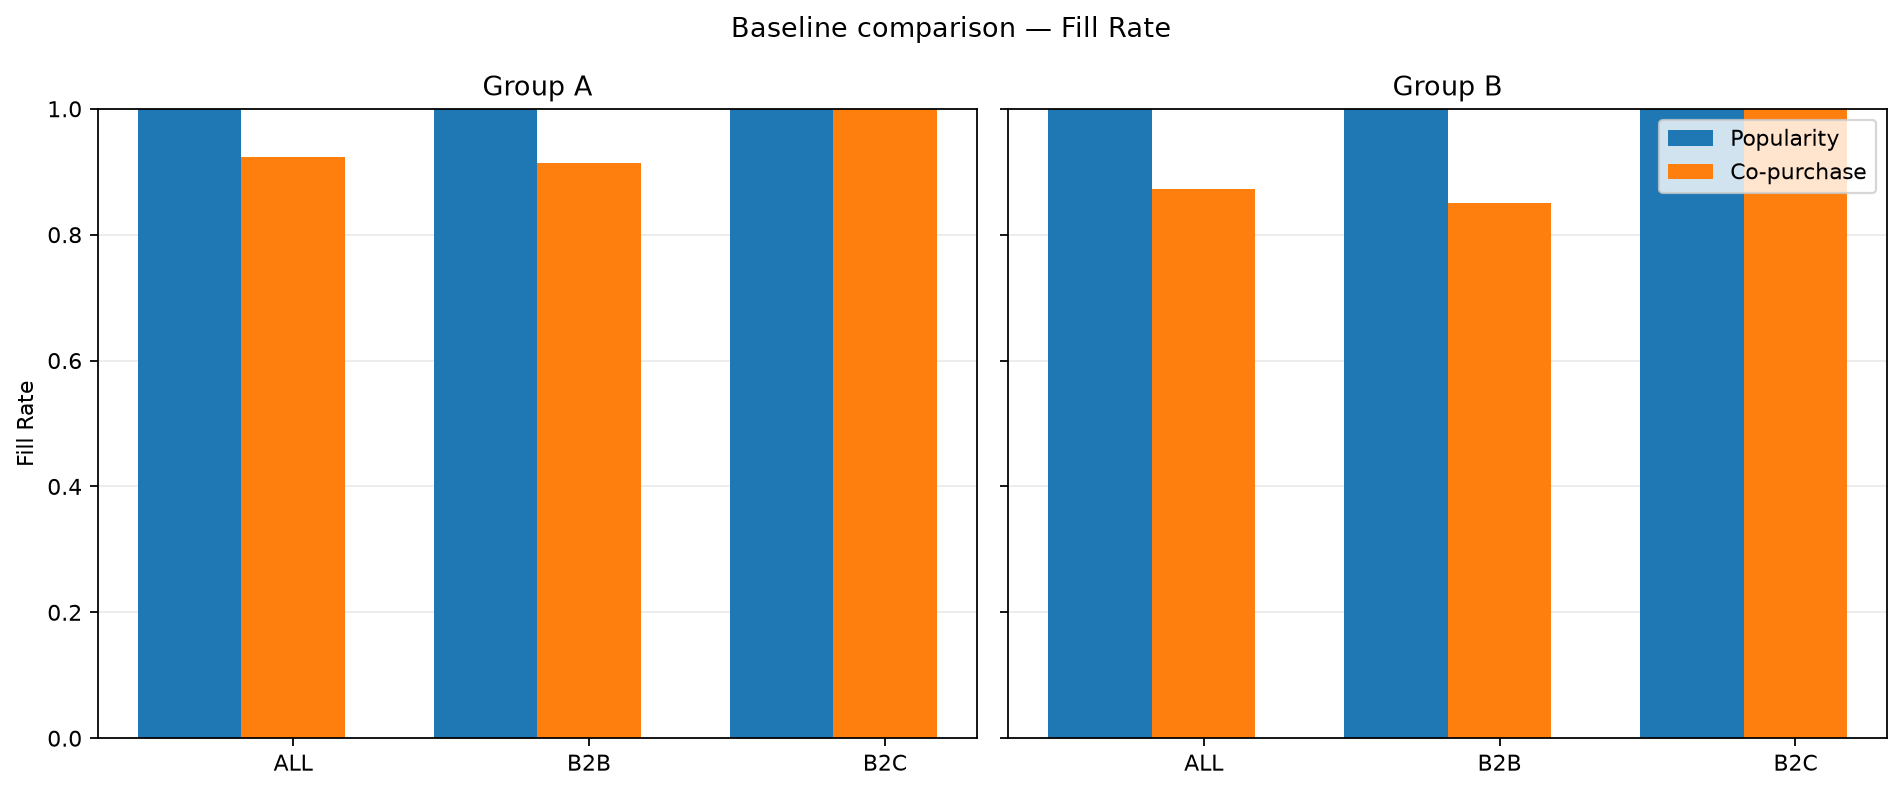 Baseline comparison — Fill Rate
Group A
Fill Rate
1.0
0.8
0.6
0.4
0.2
0.0
ALL B2B B2C
Group B
Popularity
Co-purchase
ALL B2B B2C